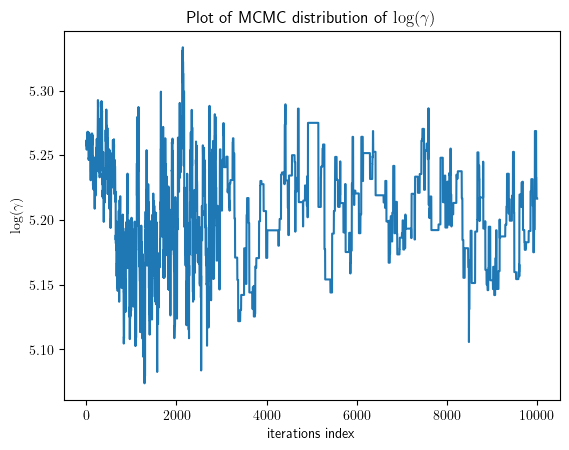 Plot of MCMC distribution of log(γ)
log(γ)
5.30
5.25
5.20
5.15
5.10
0 2000 4000 6000 8000 10000
iterations index